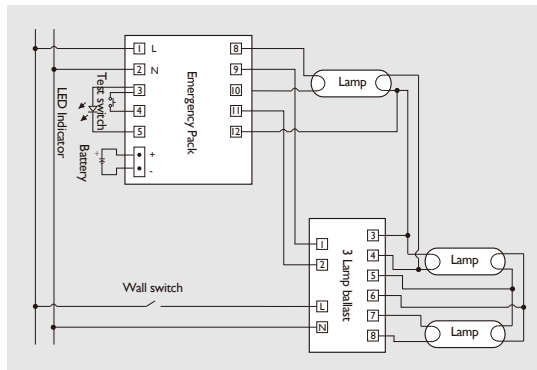 1 L
2 N
3
4
5
+
-
Emergency Pack
8
9
10
11
12
Lamp
Test switch
LED Indicator
+
Battery
3 Lamp ballast
1
2
L
N
3
4
5
6
7
8
Lamp
Lamp
Wall switch